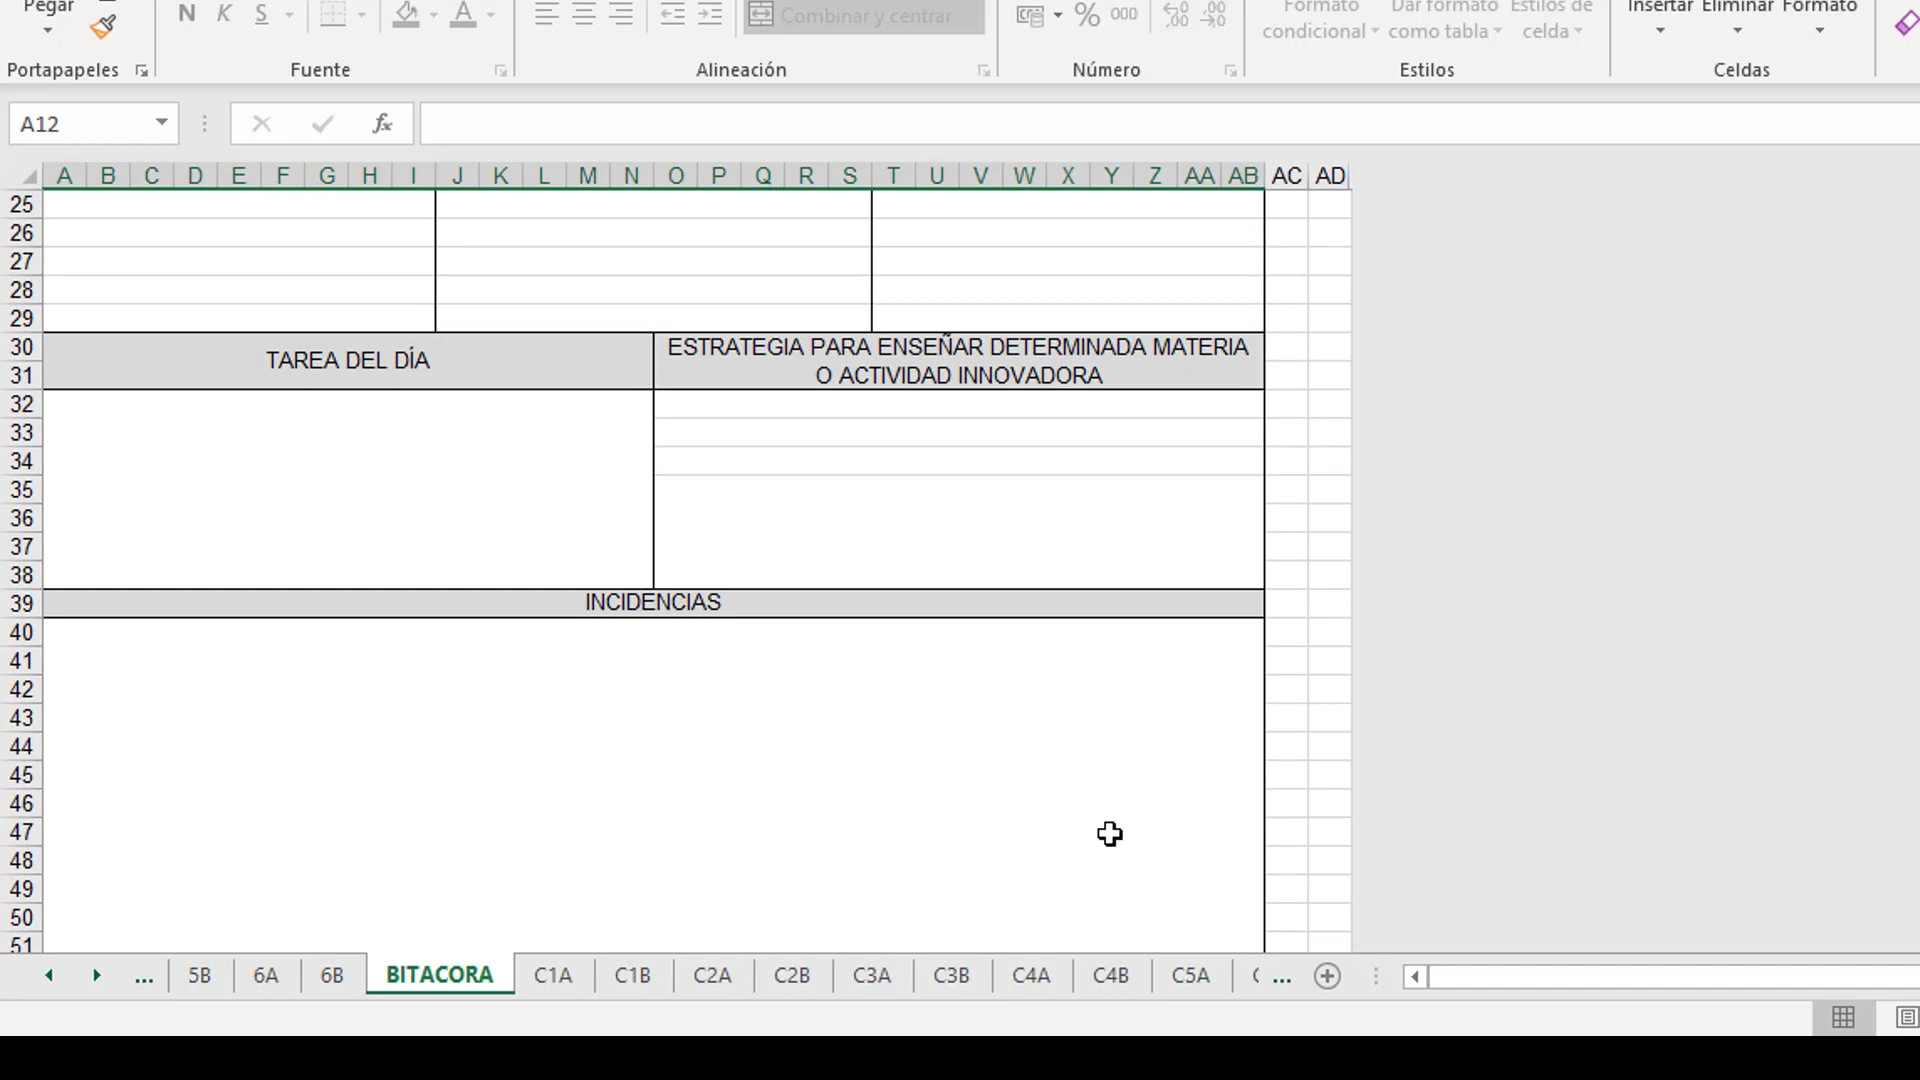 Pegar
N K S
A
Combinar y centrar
% 000
Formato condicional
Dar formato como tabla
Estilos de celda
Insertar Eliminar Formato
Portapapeles
Fuente
Alineación
Número
Estilos
Celdas
A12
fx
A B C D E F G H I J K L M N O P Q R S T U V W X Y Z AA AB AC AD
25
26
27
28
29
30
31
TAREA DEL DÍA
ESTRATEGIA PARA ENSEÑAR DETERMINADA MATERIA
O ACTIVIDAD INNOVADORA
32
33
34
35
36
37
38
39 INCIDENCIAS
40
41
42
43
44
45
46
47
48
49
50
51
... 5B 6A 6B BITACORA C1A C1B C2A C2B C3A C3B C4A C4B C5A ...